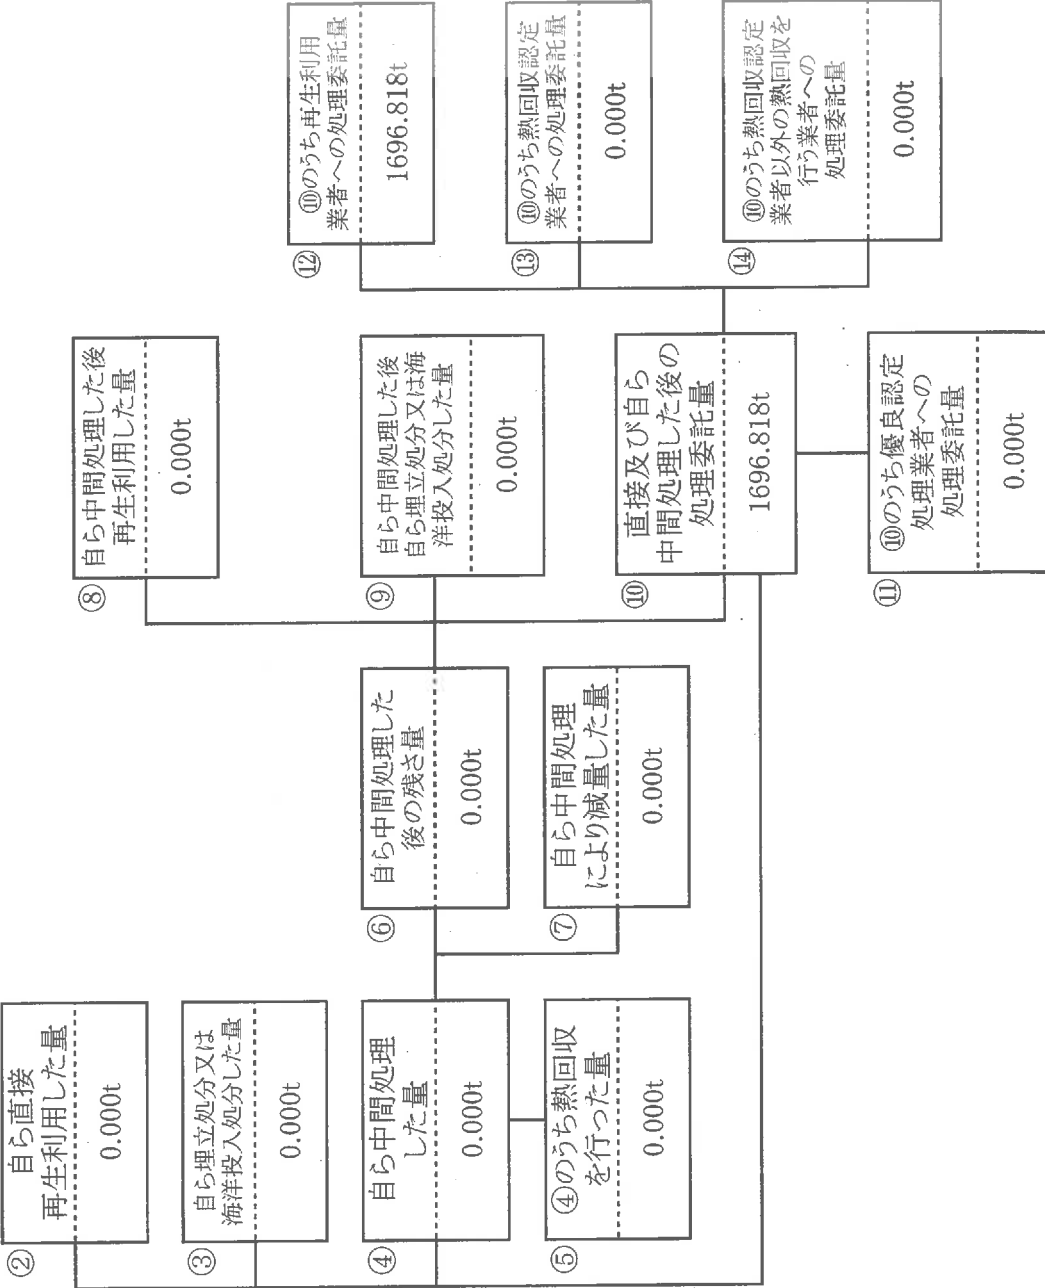 ②
自ら直接
再生利用した量
0.000t
③
自ら埋立処分又は
海洋投入処分した量
0.000t
④
自ら中間処理
した量
0.000t
⑤
④のうち熱回収
を行った量
0.000t
⑥
自ら中間処理した
後の残さ量
0.000t
⑦
自ら中間処理
により減量した量
0.000t
⑧
自ら中間処理した後
再生利用した量
0.000t
⑨
自ら中間処理した後
自ら埋立処分又は海
洋投入処分した量
0.000t
⑩
直接及び自ら
中間処理した後の
処理委託量
1696.818t
⑪
⑩のうち優良認定
処理業者への
処理委託量
0.000t
⑫
⑩のうち再生利用
業者への処理委託量
1696.818t
⑬
⑩のうち熱回収認定
業者への処理委託量
0.000t
⑭
⑩のうち熱回収認定
業者以外の熱回収を
行う業者への
処理委託量
0.000t